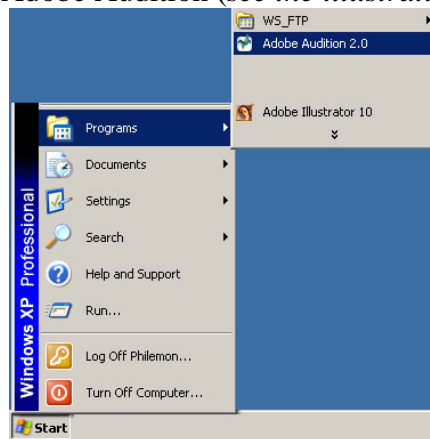 WS_FTP
Adobe Audition 2.0
Adobe Illustrator 10
Programs
Documents
Settings
Search
Help and Support
Run...
Log Off Philemon...
Turn Off Computer...
Windows XP Professional
Start